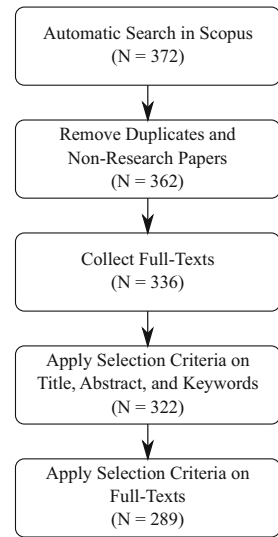 Automatic Search in Scopus
(N = 372)
Remove Duplicates and
Non-Research Papers
(N = 362)
Collect Full-Texts
(N = 336)
Apply Selection Criteria on
Title, Abstract, and Keywords
(N = 322)
Apply Selection Criteria on
Full-Texts
(N = 289)